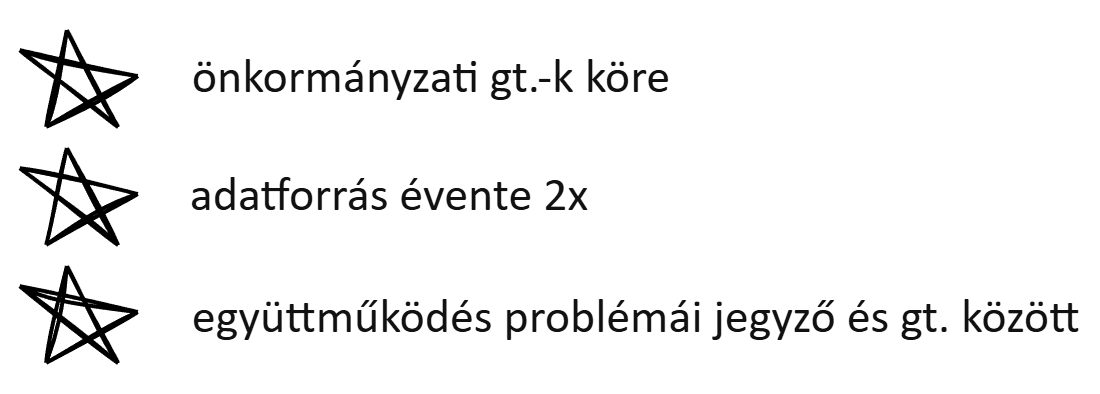 önkormányzati gt.-k köre
adatforrás évente 2x
együttműködés problémái jegyző és gt. között